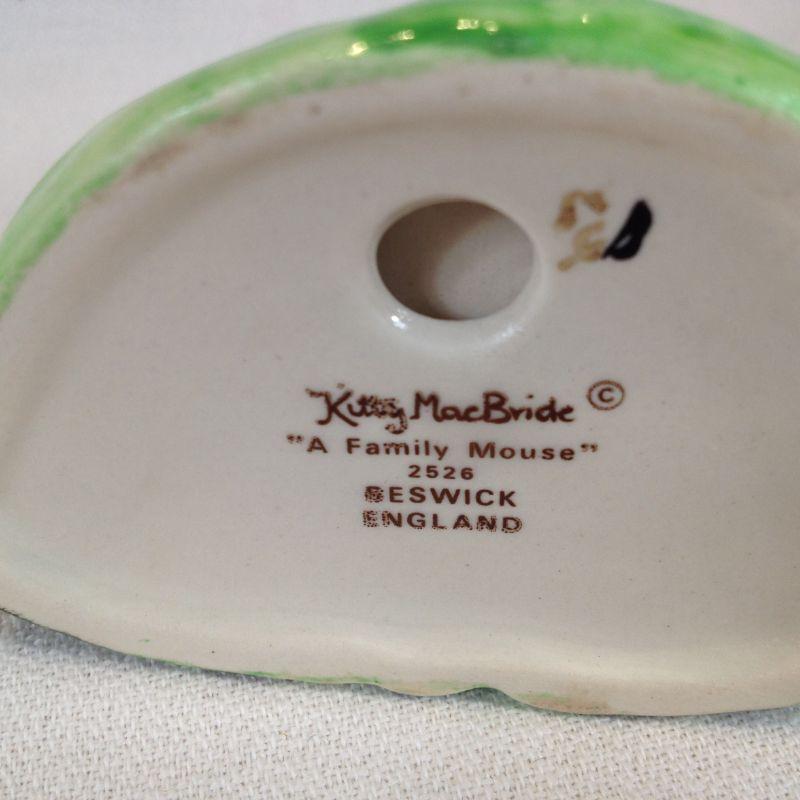 Kitty MacBride ©
"A Family Mouse"
2526
BESWICK
ENGLAND